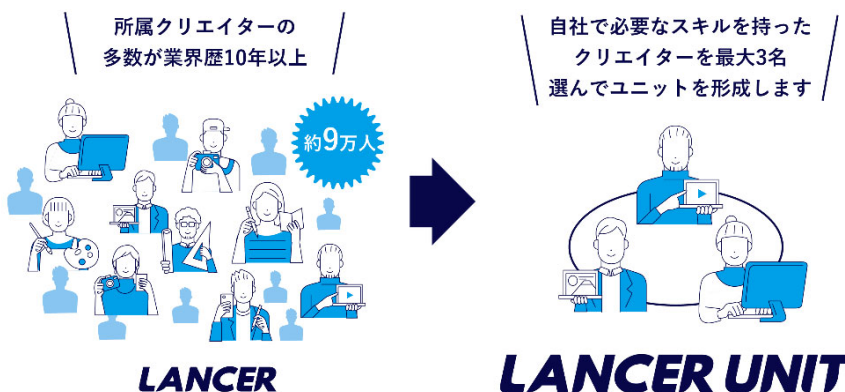 所属クリエイターの
多数が業界歴10年以上
約9万人
LANCER
自社で必要なスキルを持った
クリエイターを最大3名
選んでユニットを形成します
LANCER UNIT